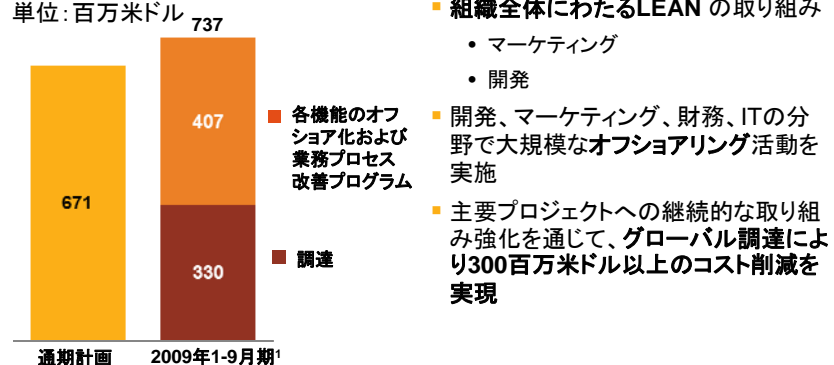 単位：百万米ドル
737
407
671
330
各機能のオフ
ショア化および
業務プロセス
改善プログラム
調達
通期計画
2009年1-9月期¹
組織全体にわたるLEAN の取り組み
• マーケティング
• 開発
開発、マーケティング、財務、ITの分
野で大規模なオフショアリング活動を
実施
主要プロジェクトへの継続的な取り組
み強化を通じて、グローバル調達によ
り300百万米ドル以上のコスト削減を
実現